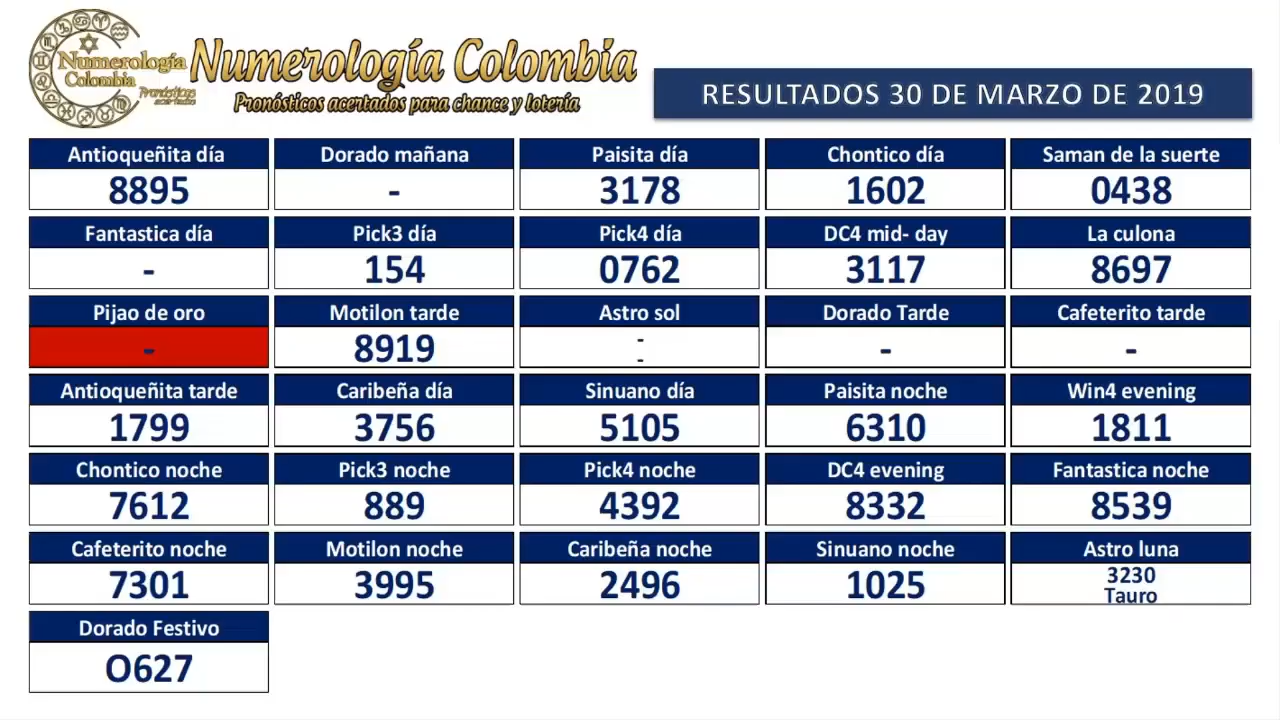 Numerología
Colombia
Pronósticos
acertados
Numerología Colombia
Pronósticos acertados para chance y lotería
RESULTADOS 30 DE MARZO DE 2019
Antioqueñita día Dorado mañana Paisita día Chontico día Saman de la suerte
8895 - 3178 1602 0438
Fantastica día Pick3 día Pick4 día DC4 mid- day La culona
- 154 0762 3117 8697
Pijao de oro Motilon tarde Astro sol Dorado Tarde Cafeterito tarde
- 8919 - - -
-
Antioqueñita tarde Caribeña día Sinuano día Paisita noche Win4 evening
1799 3756 5105 6310 1811
Chontico noche Pick3 noche Pick4 noche DC4 evening Fantastica noche
7612 889 4392 8332 8539
Cafeterito noche Motilon noche Caribeña noche Sinuano noche Astro luna
7301 3995 2496 1025 3230
Tauro
Dorado Festivo
O627